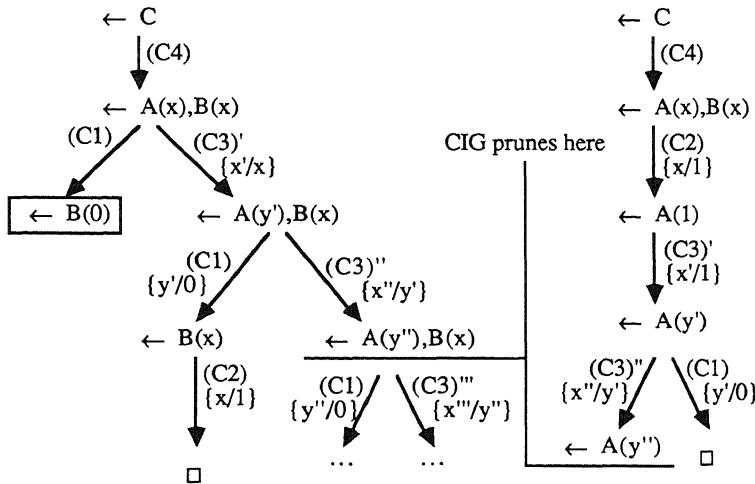 ← C
(C4)
← A(x),B(x)
(C1)
(C3)'
{x'/x}
← B(0)
← A(y'),B(x)
(C1)
{y'/0}
(C3)''
{x''/y'}
← B(x)
← A(y''),B(x)
(C2)
{x/1}
(C1)
{y''/0}
(C3)''''
{x'''/y''}
□
...
...
CIG prunes here
← C
(C4)
← A(x),B(x)
(C2)
{x/1}
← A(1)
(C3)'
{x'/1}
← A(y')
(C3)''
{x''/y'}
(C1)
{y'/0}
← A(y'')
□